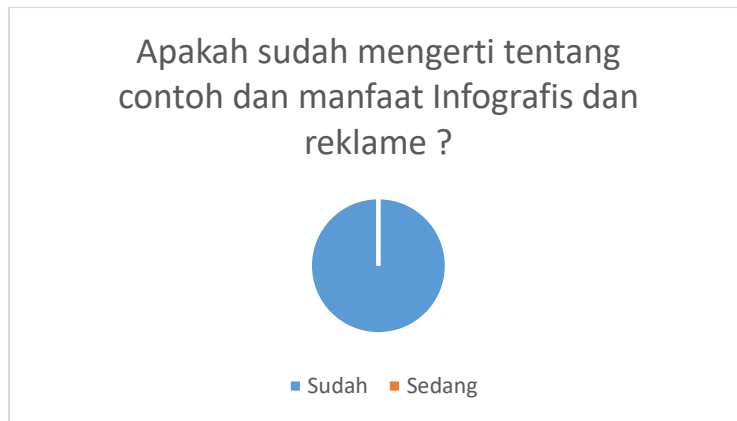 Apakah sudah mengerti tentang
contoh dan manfaat Infografis dan
reklame ?
Sudah Sedang